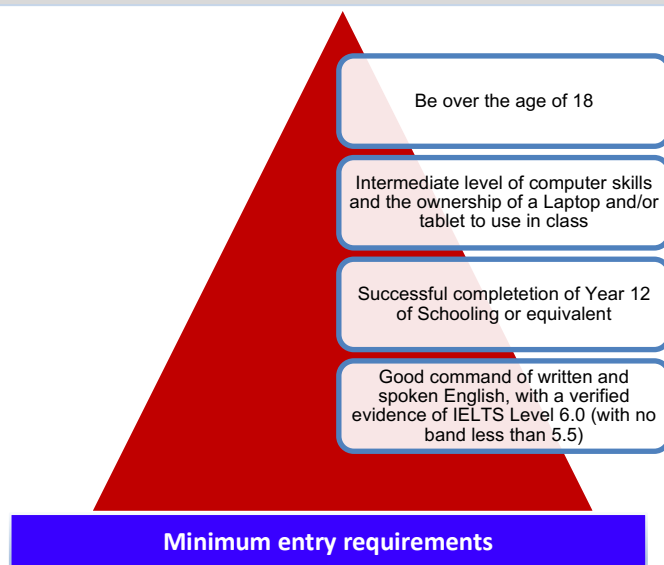 Be over the age of 18
Intermediate level of computer skills
and the ownership of a Laptop and/or
tablet to use in class
Successful completetion of Year 12
of Schooling or equivalent
Good command of written and
spoken English, with a verified
evidence of IELTS Level 6.0 (with no
band less than 5.5)
Minimum entry requirements